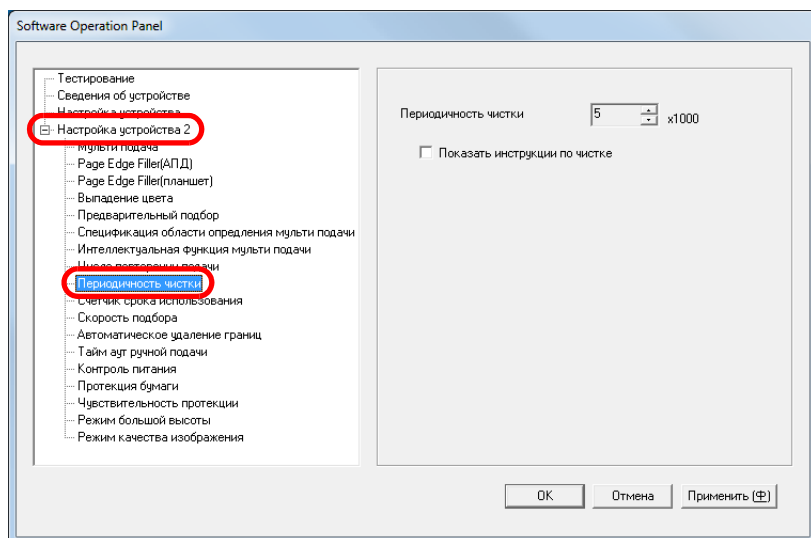 Software Operation Panel
Тестирование
Сведения об устройстве
Настройка устройства
Настройка устройства 2
Мульти подача
Page Edge Filler(АПД)
Page Edge Filler(планшет)
Выпадение цвета
Предварительный подбор
Спецификация области опредления мульти подачи
Интеллектуальная функция мульти подачи
Число повторении подачи
Периодичность чистки
Счетчик срока использования
Скорость подбора
Автоматическое удаление границ
Тайм аут ручной подачи
Контроль питания
Протекция бумаги
Чувствительность протекции
Режим большой высоты
Режим качества изображения
Периодичность чистки 5 x1000
Показать инструкции по чистке
OK Отмена Применить (Ф)